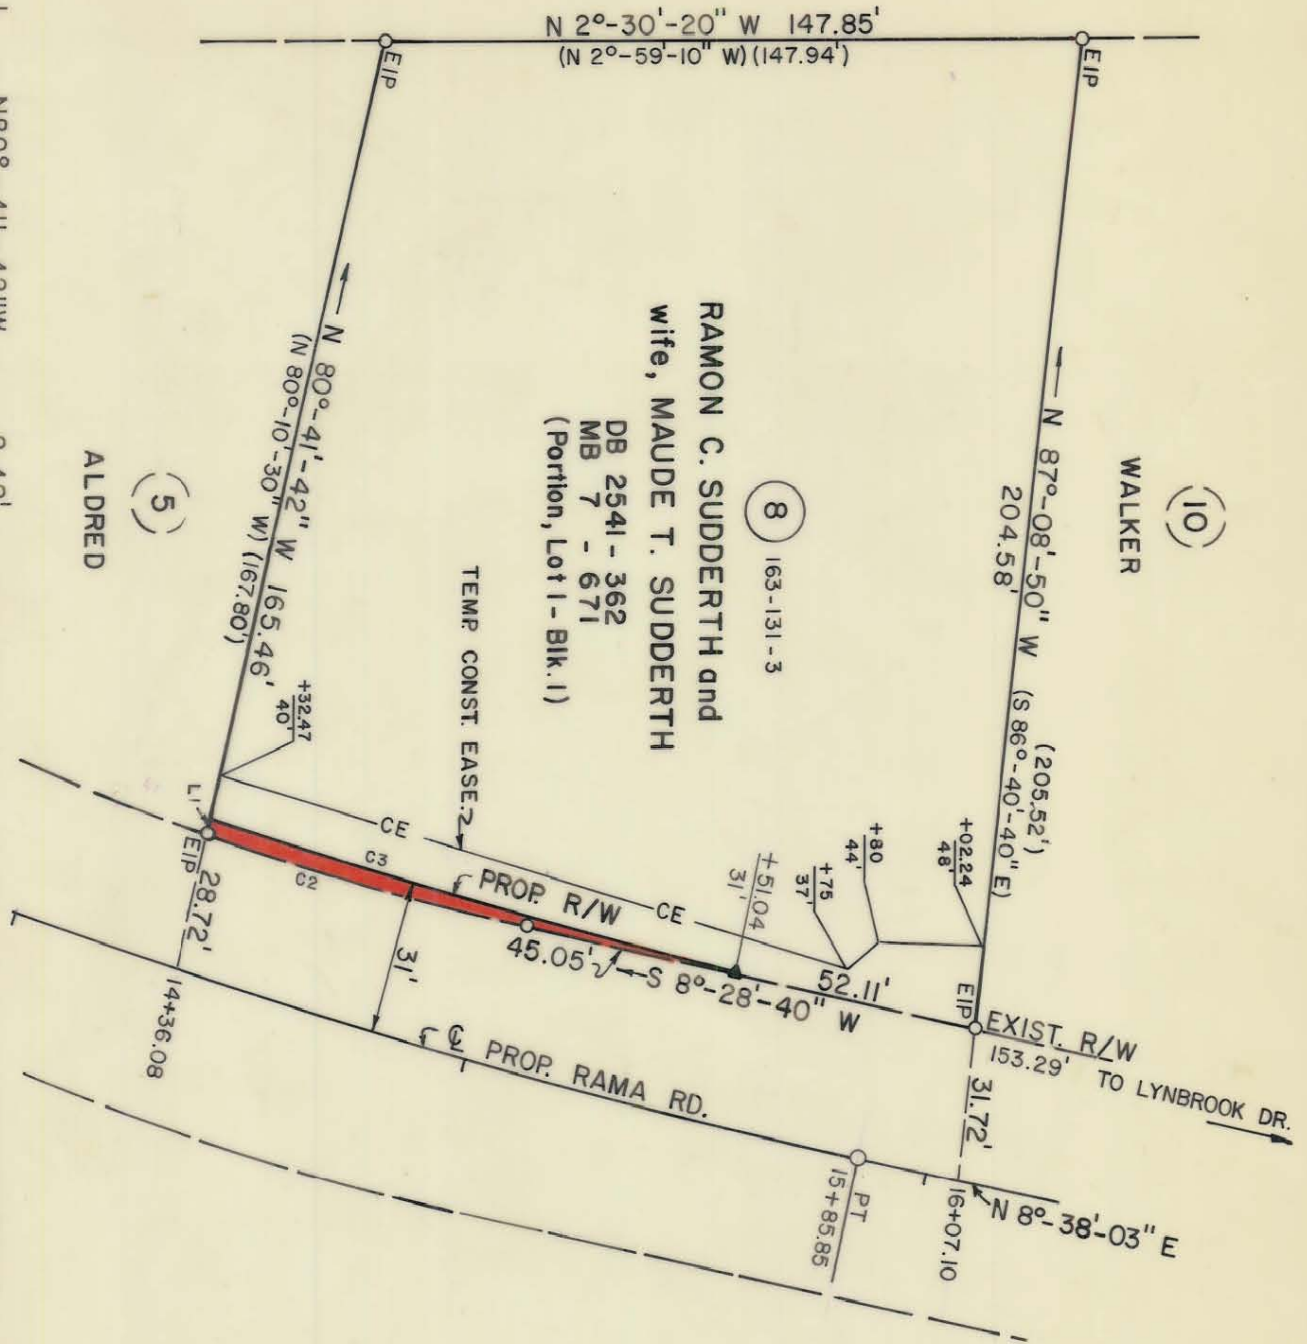 N 2°-30'-20" W 147.85'
(N 2°-59'-10" W) (147.94')
EIP
EIP
N 87°-08'-50" W (S 86°-40'-40" E)
204.58' (205.52')
10
WALKER
N 80°-41'-42" W 165.46'
(N 80°-10'-30" W) (167.80')
5
ALDRED
8 163-131-3
RAMON C. SUDDERTH and
wife, MAUDE T. SUDDERTH
DB 2541-362
MB 7 - 671
(Portion, Lot 1 - Blk. 1)
TEMP. CONST. EASE.
+32.47
40'
+02.24
48'
+80
44'
+75
37'
+51.04
31'
L1
EIP
28.72'
14+36.08
CE
C3
C2
PROP. R/W
CE
31'
45.05'
S 8°-28'-40" W
52.11'
EIP
EXIST. R/W
153.29' TO LYNBROOK DR.
31.72'
16+07.10
N 8°-38'-03" E
PT
15+85.85
℄ PROP. RAMA RD.